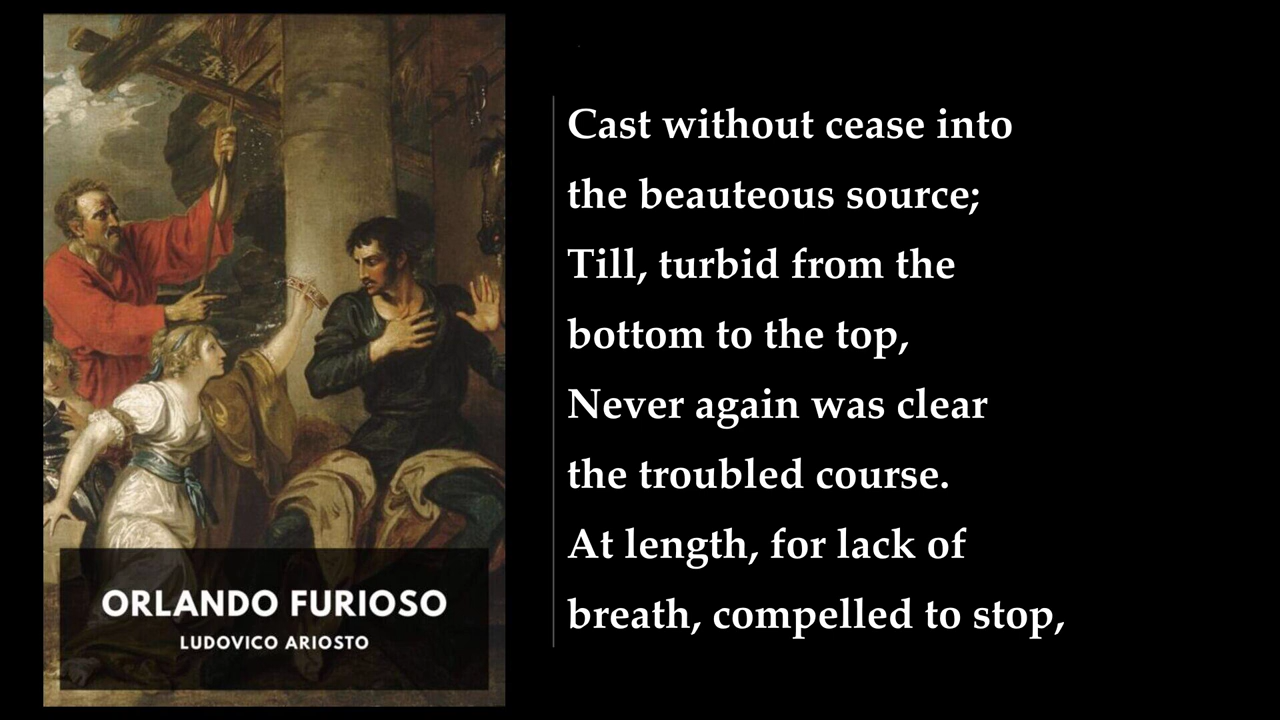 ORLANDO FURIOSO
LUDOVICO ARIOSTO
Cast without cease into
the beauteous source;
Till, turbid from the
bottom to the top,
Never again was clear
the troubled course.
At length, for lack of
breath, compelled to stop,